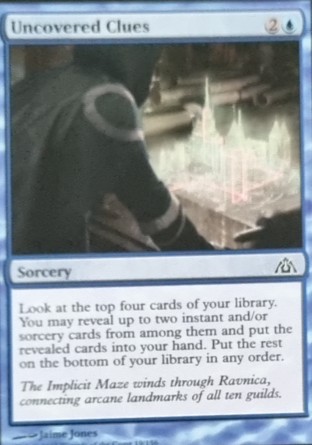 Uncovered Clues 2
Sorcery
Look at the top four cards of your library.
You may reveal up to two instant and/or
sorcery cards from among them and put the
revealed cards into your hand. Put the rest
on the bottom of your library in any order.
The Implicit Maze winds through Ravnica,
connecting arcane landmarks of all ten guilds.
Jaime Jones